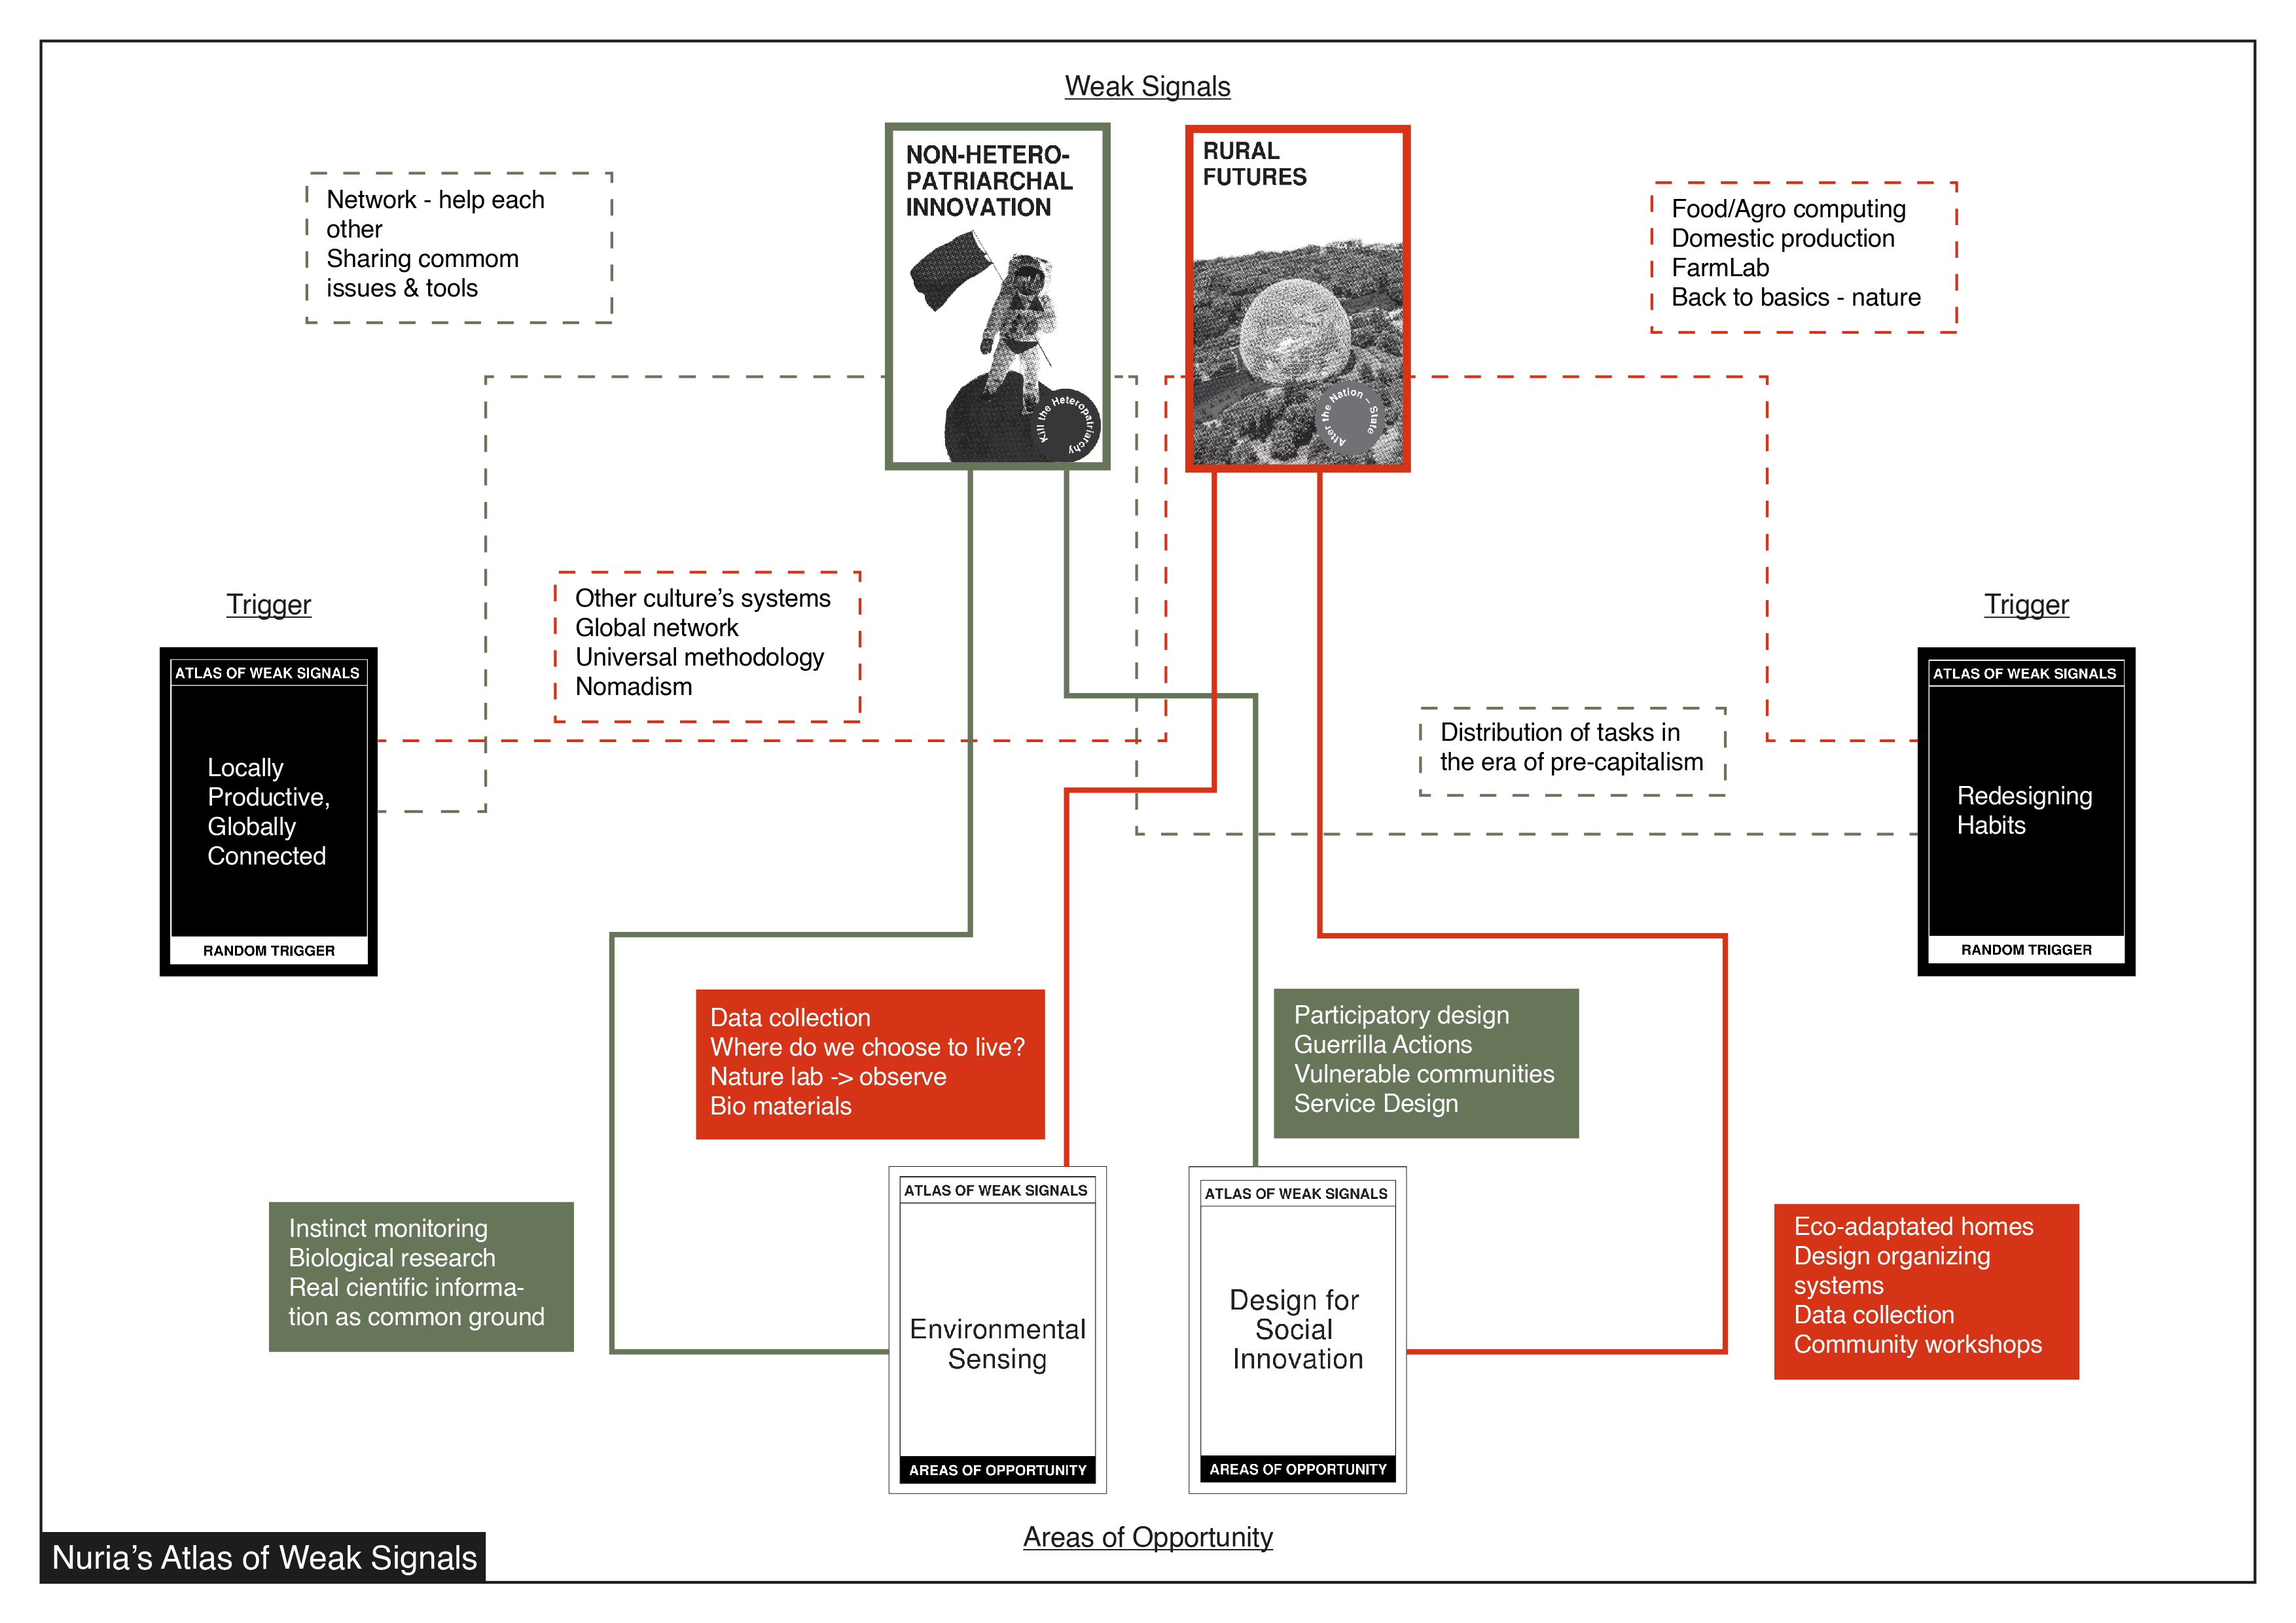 Weak Signals
NON-HETERO-
PATRIARCHAL
INNOVATION
Kill the Heteropatriarchy
RURAL
FUTURES
After the Nation – State
Network - help each
other
Sharing commom
issues & tools
Food/Agro computing
Domestic production
FarmLab
Back to basics - nature
Trigger
ATLAS OF WEAK SIGNALS
Locally
Productive,
Globally
Connected
RANDOM TRIGGER
Other culture’s systems
Global network
Universal methodology
Nomadism
Distribution of tasks in
the era of pre-capitalism
Trigger
ATLAS OF WEAK SIGNALS
Redesigning
Habits
RANDOM TRIGGER
Data collection
Where do we choose to live?
Nature lab -> observe
Bio materials
Participatory design
Guerrilla Actions
Vulnerable communities
Service Design
Instinct monitoring
Biological research
Real cientific informa-
tion as common ground
ATLAS OF WEAK SIGNALS
Environmental
Sensing
AREAS OF OPPORTUNITY
ATLAS OF WEAK SIGNALS
Design for
Social
Innovation
AREAS OF OPPORTUNITY
Eco-adaptated homes
Design organizing
systems
Data collection
Community workshops
Areas of Opportunity
Nuria’s Atlas of Weak Signals